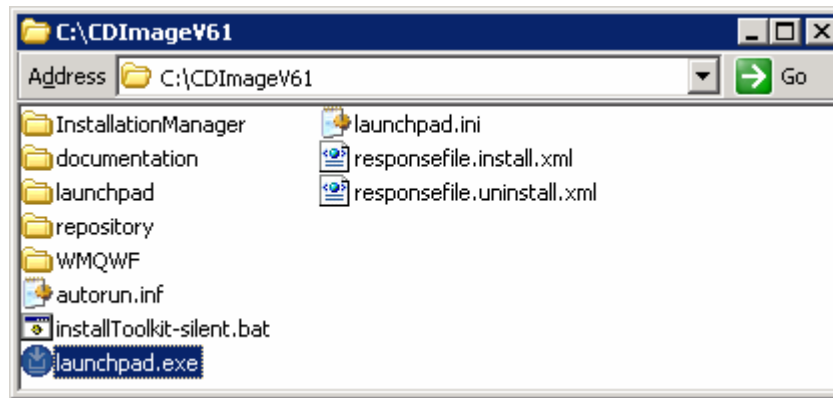 C:\CDImageV61
Address C:\CDImageV61 Go
InstallationManager
documentation
launchpad
repository
WMQWF
autorun.inf
installToolkit-silent.bat
launchpad.exe
launchpad.ini
responsefile.install.xml
responsefile.uninstall.xml